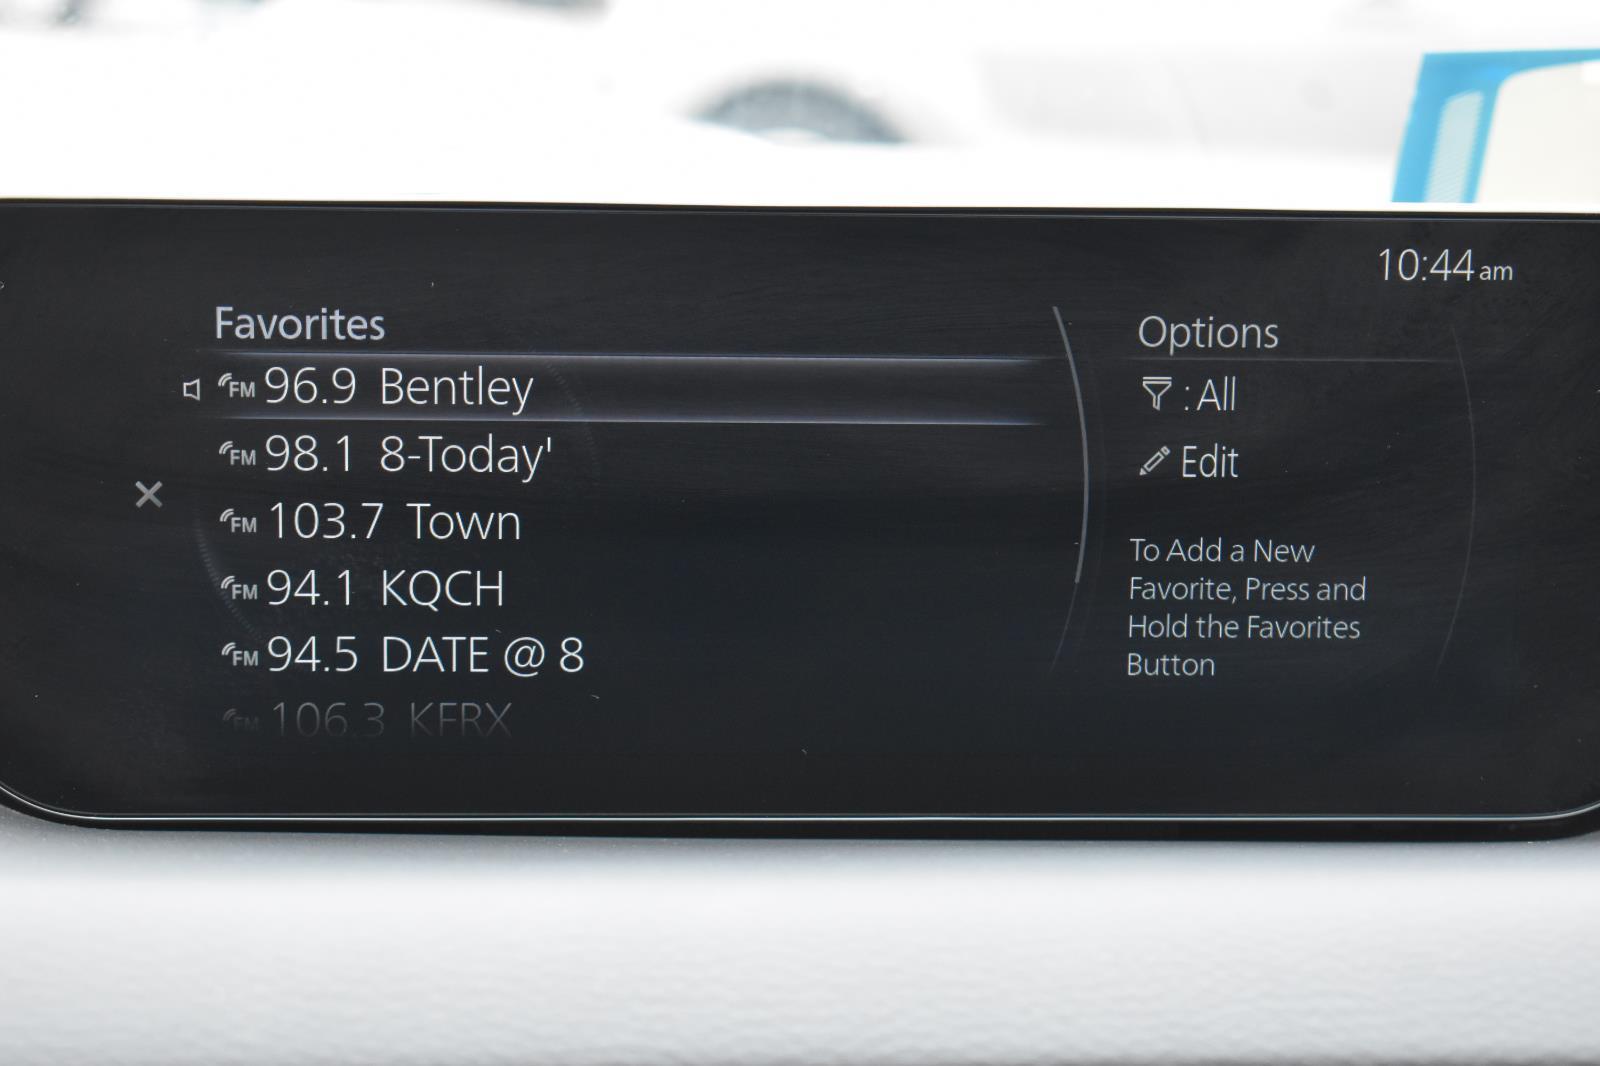 10:44 am
Favorites
FM 96.9 Bentley
FM 98.1 8-Today'
FM 103.7 Town
FM 94.1 KQCH
FM 94.5 DATE @ 8
FM 106.3 KFRX
Options
: All
Edit
To Add a New
Favorite, Press and
Hold the Favorites
Button